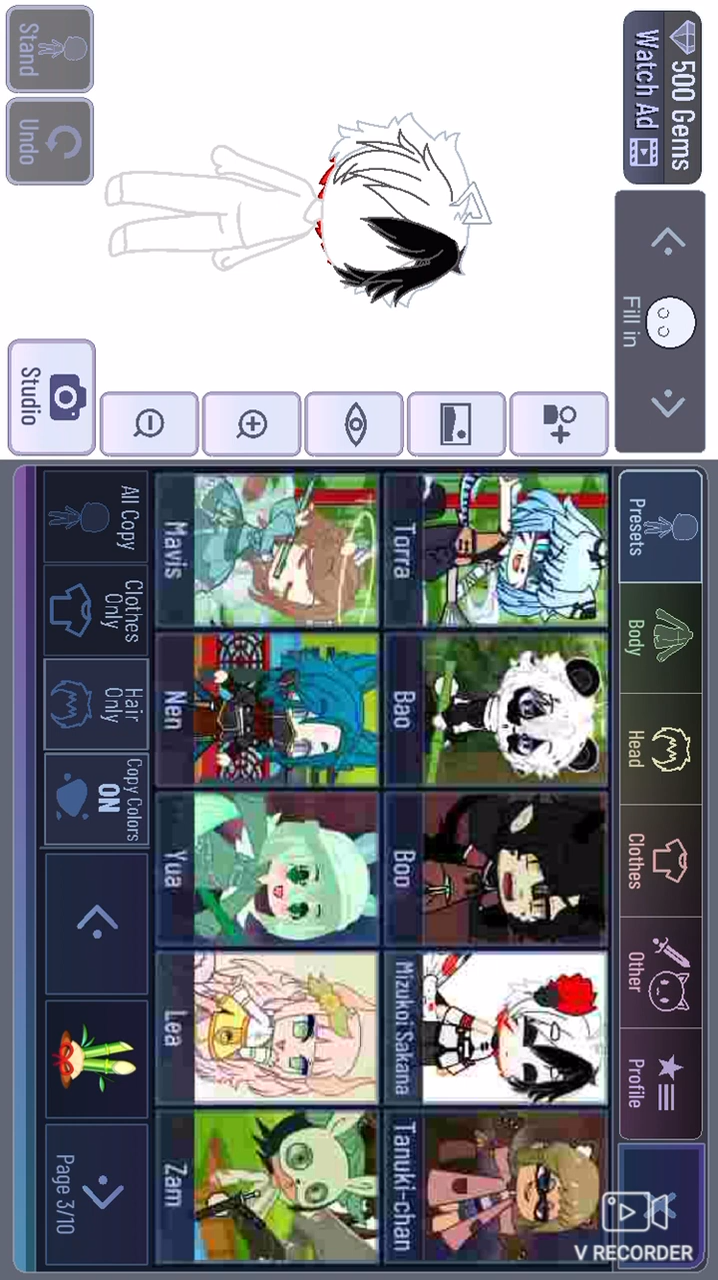 500 Gems
Watch Ad
Fill in
Stand
Undo
Studio
Presets
Body
Head
Clothes
Other
Profile
Torra
Bao
Boo
Mizukoi Sakana
Tanuki-chan
Mavis
Nen
Yua
Lea
Zam
All Copy
Clothes
Only
Hair
Only
Copy Colors
ON
Page 3/10
V RECORDER